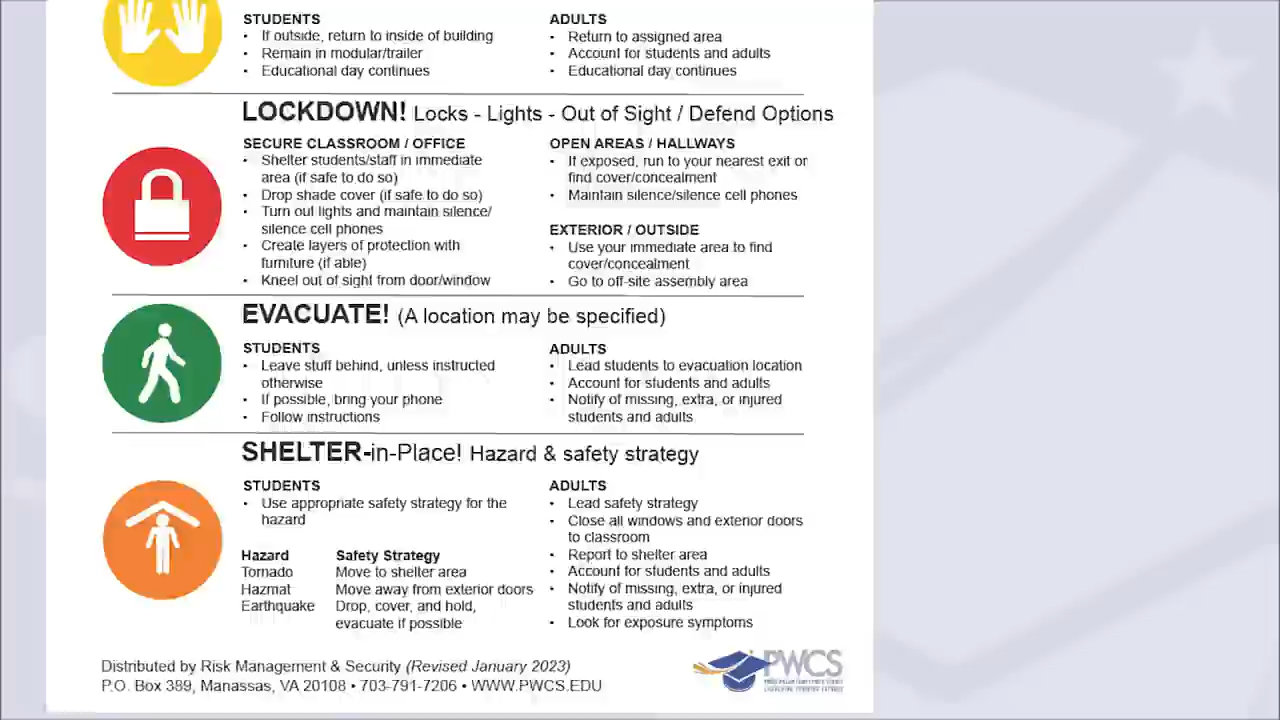 STUDENTS
• If outside, return to inside of building
• Remain in modular/trailer
• Educational day continues
ADULTS
• Return to assigned area
• Account for students and adults
• Educational day continues
LOCKDOWN! Locks - Lights - Out of Sight / Defend Options
SECURE CLASSROOM / OFFICE
• Shelter students/staff in immediate
area (if safe to do so)
• Drop shade cover (if safe to do so)
• Turn out lights and maintain silence/
silence cell phones
• Create layers of protection with
furniture (if able)
• Kneel out of sight from door/window
OPEN AREAS / HALLWAYS
• If exposed, run to your nearest exit or
find cover/concealment
• Maintain silence/silence cell phones
EXTERIOR / OUTSIDE
• Use your immediate area to find
cover/concealment
• Go to off-site assembly area
EVACUATE! (A location may be specified)
STUDENTS
• Leave stuff behind, unless instructed
otherwise
• If possible, bring your phone
• Follow instructions
ADULTS
• Lead students to evacuation location
• Account for students and adults
• Notify of missing, extra, or injured
students and adults
SHELTER-in-Place! Hazard & safety strategy
STUDENTS
• Use appropriate safety strategy for the
hazard
Hazard Safety Strategy
Tornado Move to shelter area
Hazmat Move away from exterior doors
Earthquake Drop, cover, and hold,
evacuate if possible
ADULTS
• Lead safety strategy
• Close all windows and exterior doors
to classroom
• Report to shelter area
• Account for students and adults
• Notify of missing, extra, or injured
students and adults
• Look for exposure symptoms
Distributed by Risk Management & Security (Revised January 2023)
P.O. Box 389, Manassas, VA 20108 • 703-791-7206 • WWW.PWCS.EDU
PWCS